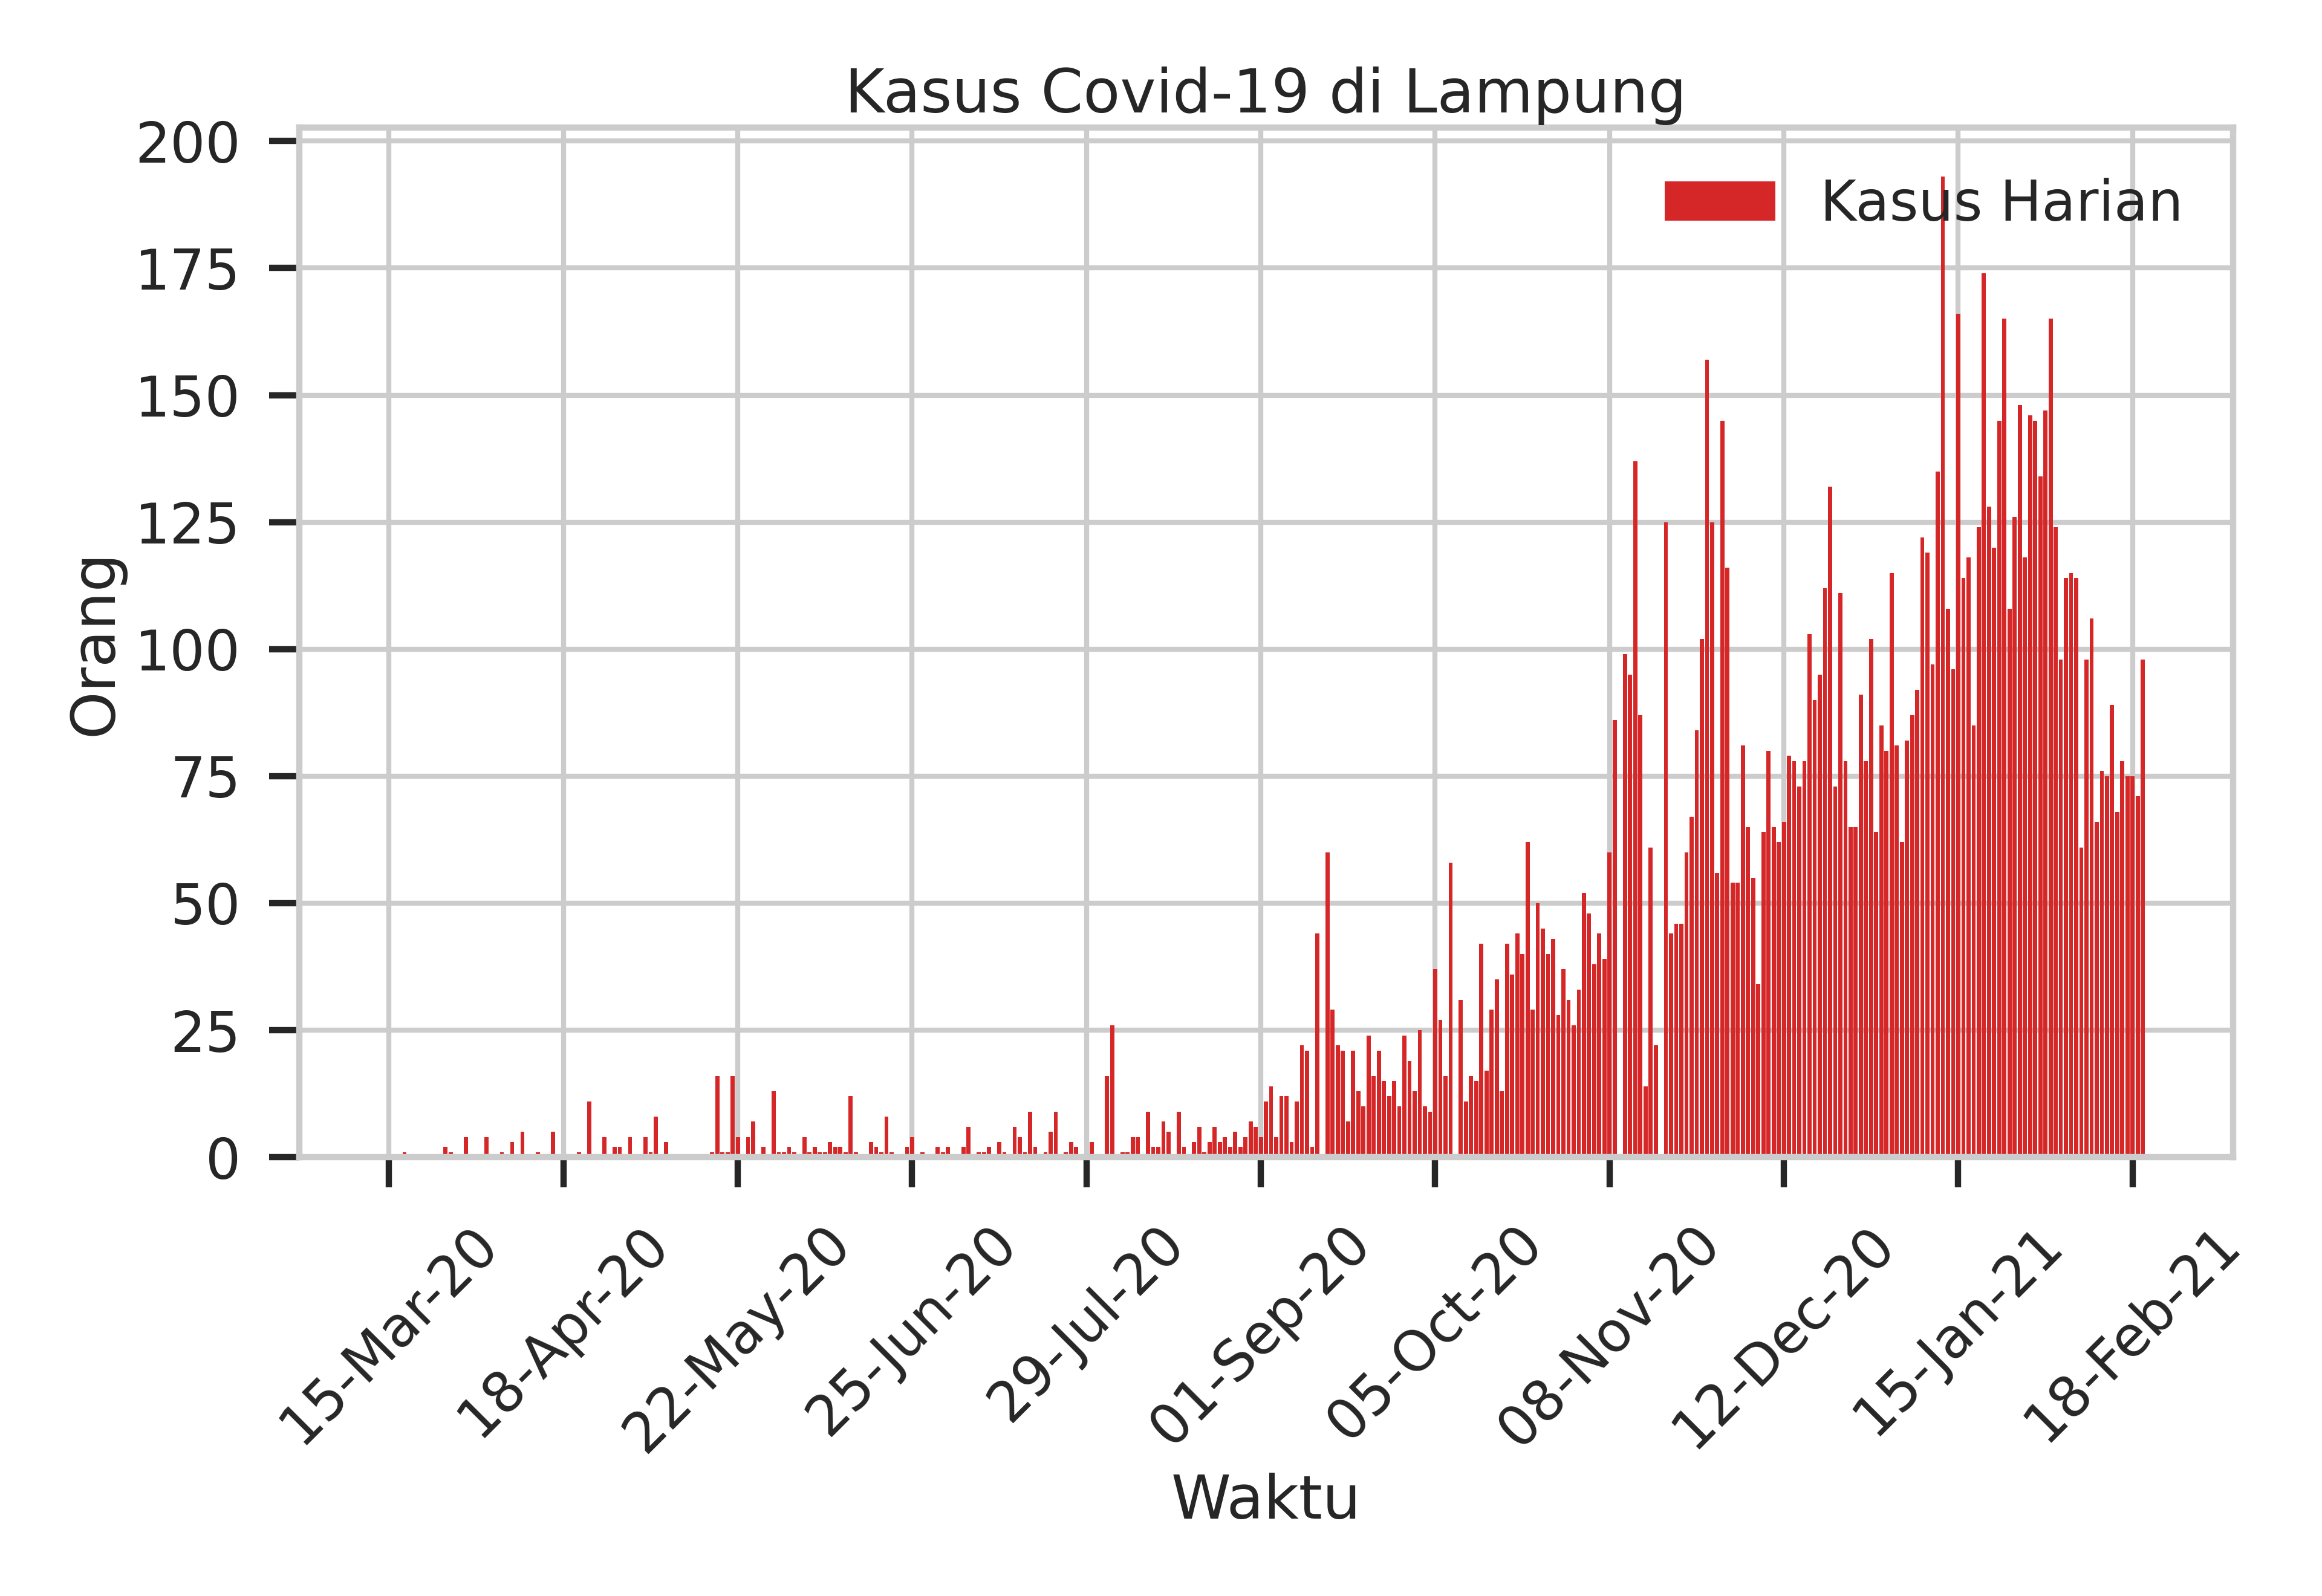 Kasus Covid-19 di Lampung
Kasus Harian
Orang
200
175
150
125
100
75
50
25
0
15-Mar-20
18-Apr-20
22-May-20
25-Jun-20
29-Jul-20
01-Sep-20
05-Oct-20
08-Nov-20
12-Dec-20
15-Jan-21
18-Feb-21
Waktu